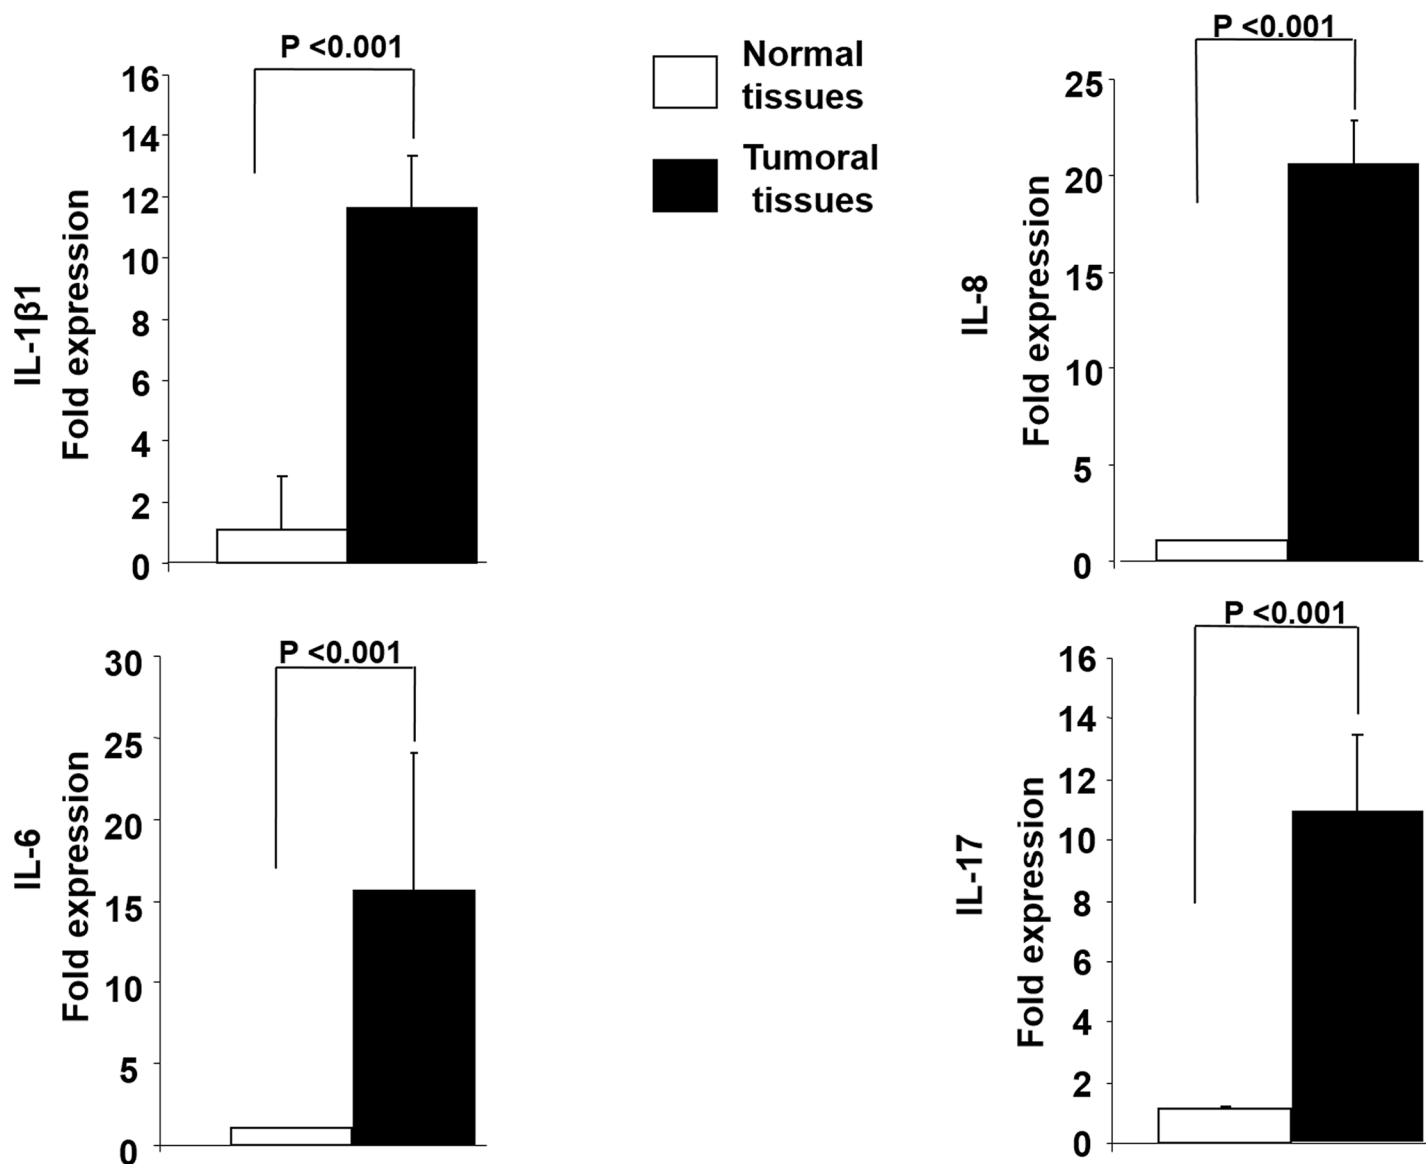 P <0.001
16
14
12
10
8
6
4
2
0
IL-1β1
Fold expression
Normal
tissues
Tumoral
tissues
P <0.001
25
20
15
10
5
0
IL-8
Fold expression
P <0.001
30
25
20
15
10
5
0
IL-6
Fold expression
P <0.001
16
14
12
10
8
6
4
2
0
IL-17
Fold expression